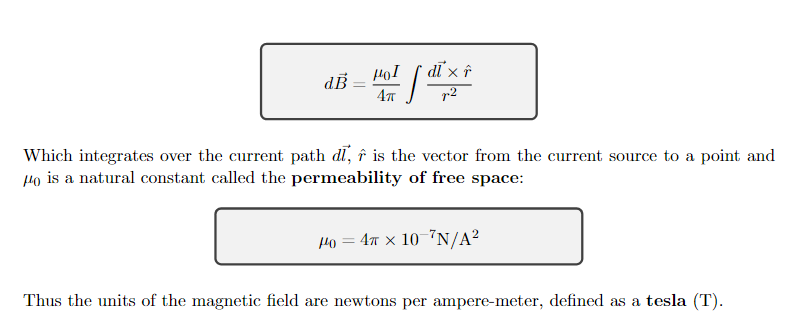 $d\vec{B} = \frac{\mu_0 I}{4\pi} \int \frac{d\vec{l} \times \hat{r}}{r^2}$
Which integrates over the current path $d\vec{l}$, $\hat{r}$ is the vector from the current source to a point and
$\mu_0$ is a natural constant called the permeability of free space:
$\mu_0 = 4\pi \times 10^{-7} \text{N/A}^2$
Thus the units of the magnetic field are newtons per ampere-meter, defined as a tesla (T).